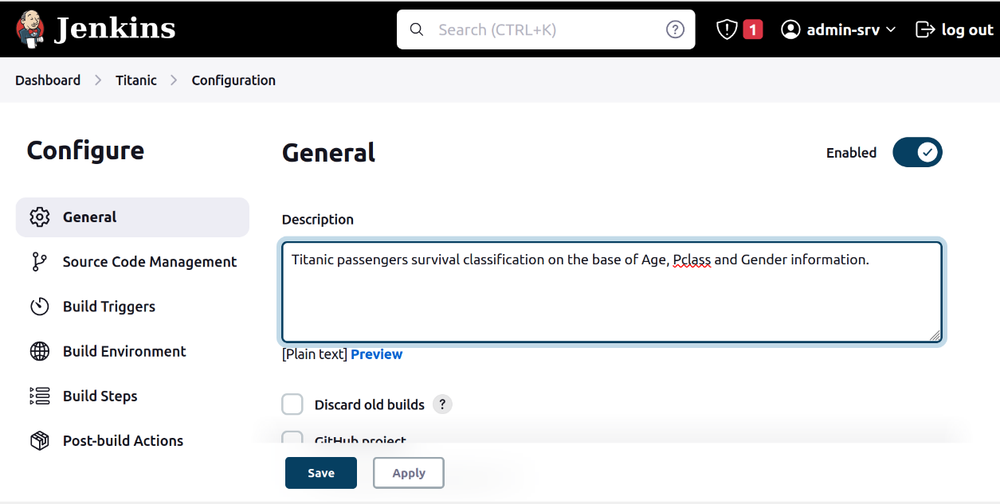 Jenkins
Search (CTRL+K)
?
1
admin-srv
log out
Dashboard > Titanic > Configuration
Configure
General
Source Code Management
Build Triggers
Build Environment
Build Steps
Post-build Actions
General
Enabled
Description
Titanic passengers survival classification on the base of Age, Pclass and Gender information.
[Plain text] Preview
Discard old builds ?
GitHub project
Save
Apply